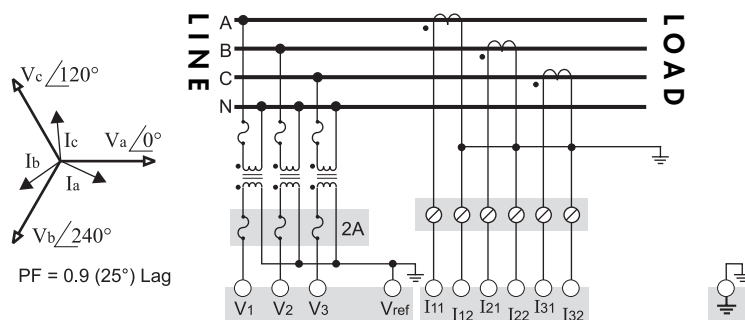 LINE
LOAD
A
B
C
N
Vc /120°
Va /0°
Ic
Ib
Ia
Vb /240°
PF = 0.9 (25°) Lag
2A
V1 V2 V3 Vref I11 I12 I21 I22 I31 I32